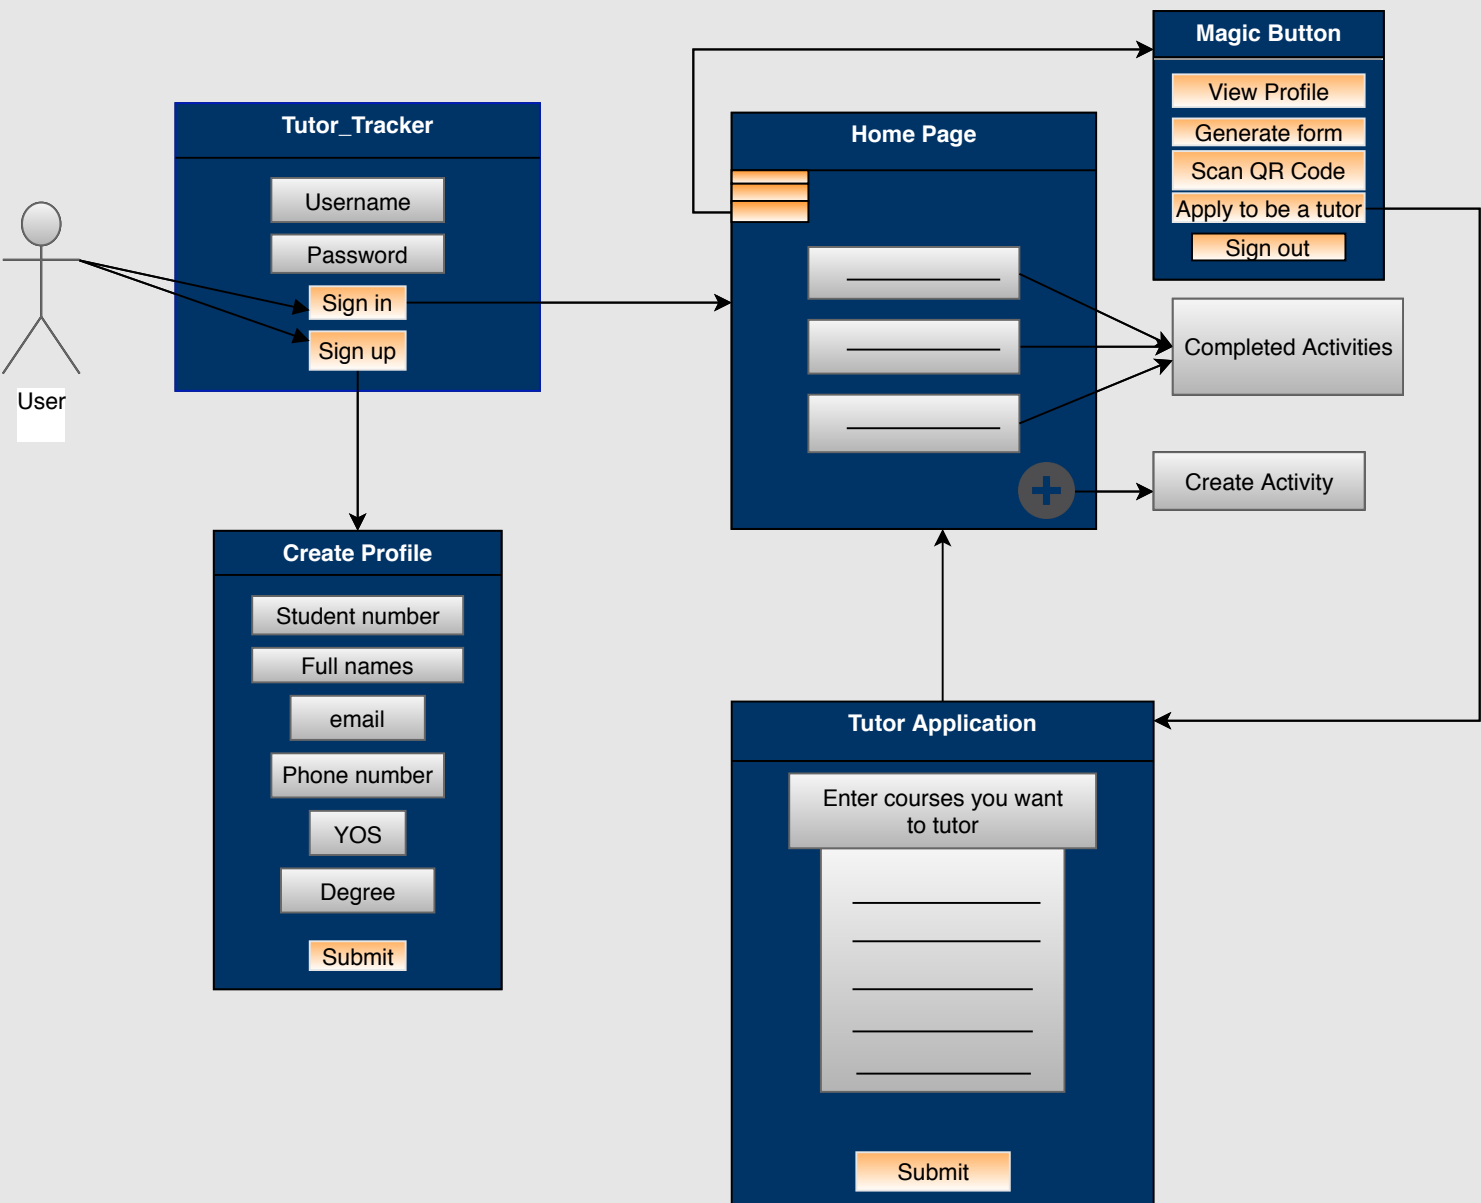 Magic Button
View Profile
Generate form
Scan QR Code
Apply to be a tutor
Sign out
Tutor_Tracker
Username
Password
Sign in
Sign up
User
Home Page
Completed Activities
Create Activity
Create Profile
Student number
Full names
email
Phone number
YOS
Degree
Submit
Tutor Application
Enter courses you want
to tutor
Submit